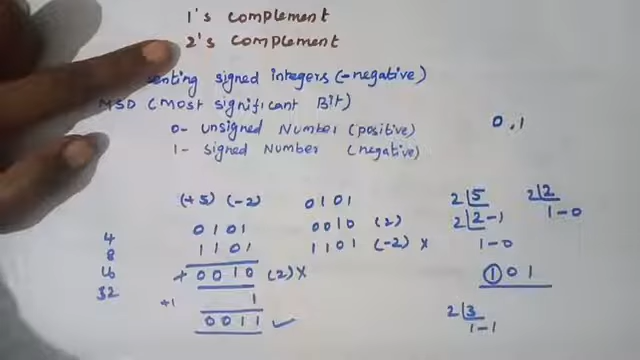 1's complement
2's complement
enting signed integers (-negative)
MSD (Most significant Bit)
0- unsigned Number (positive)
1- signed Number (negative)
0,1
(+5) (-2) 0101
0101 0010 (2)
1101 1101 (-2) x
+0010 (2) x
+1 1
0011 ✓
4
8
16
32
2|5
2|2-1
1-0
101
2|2
1-0
2|3
1-1